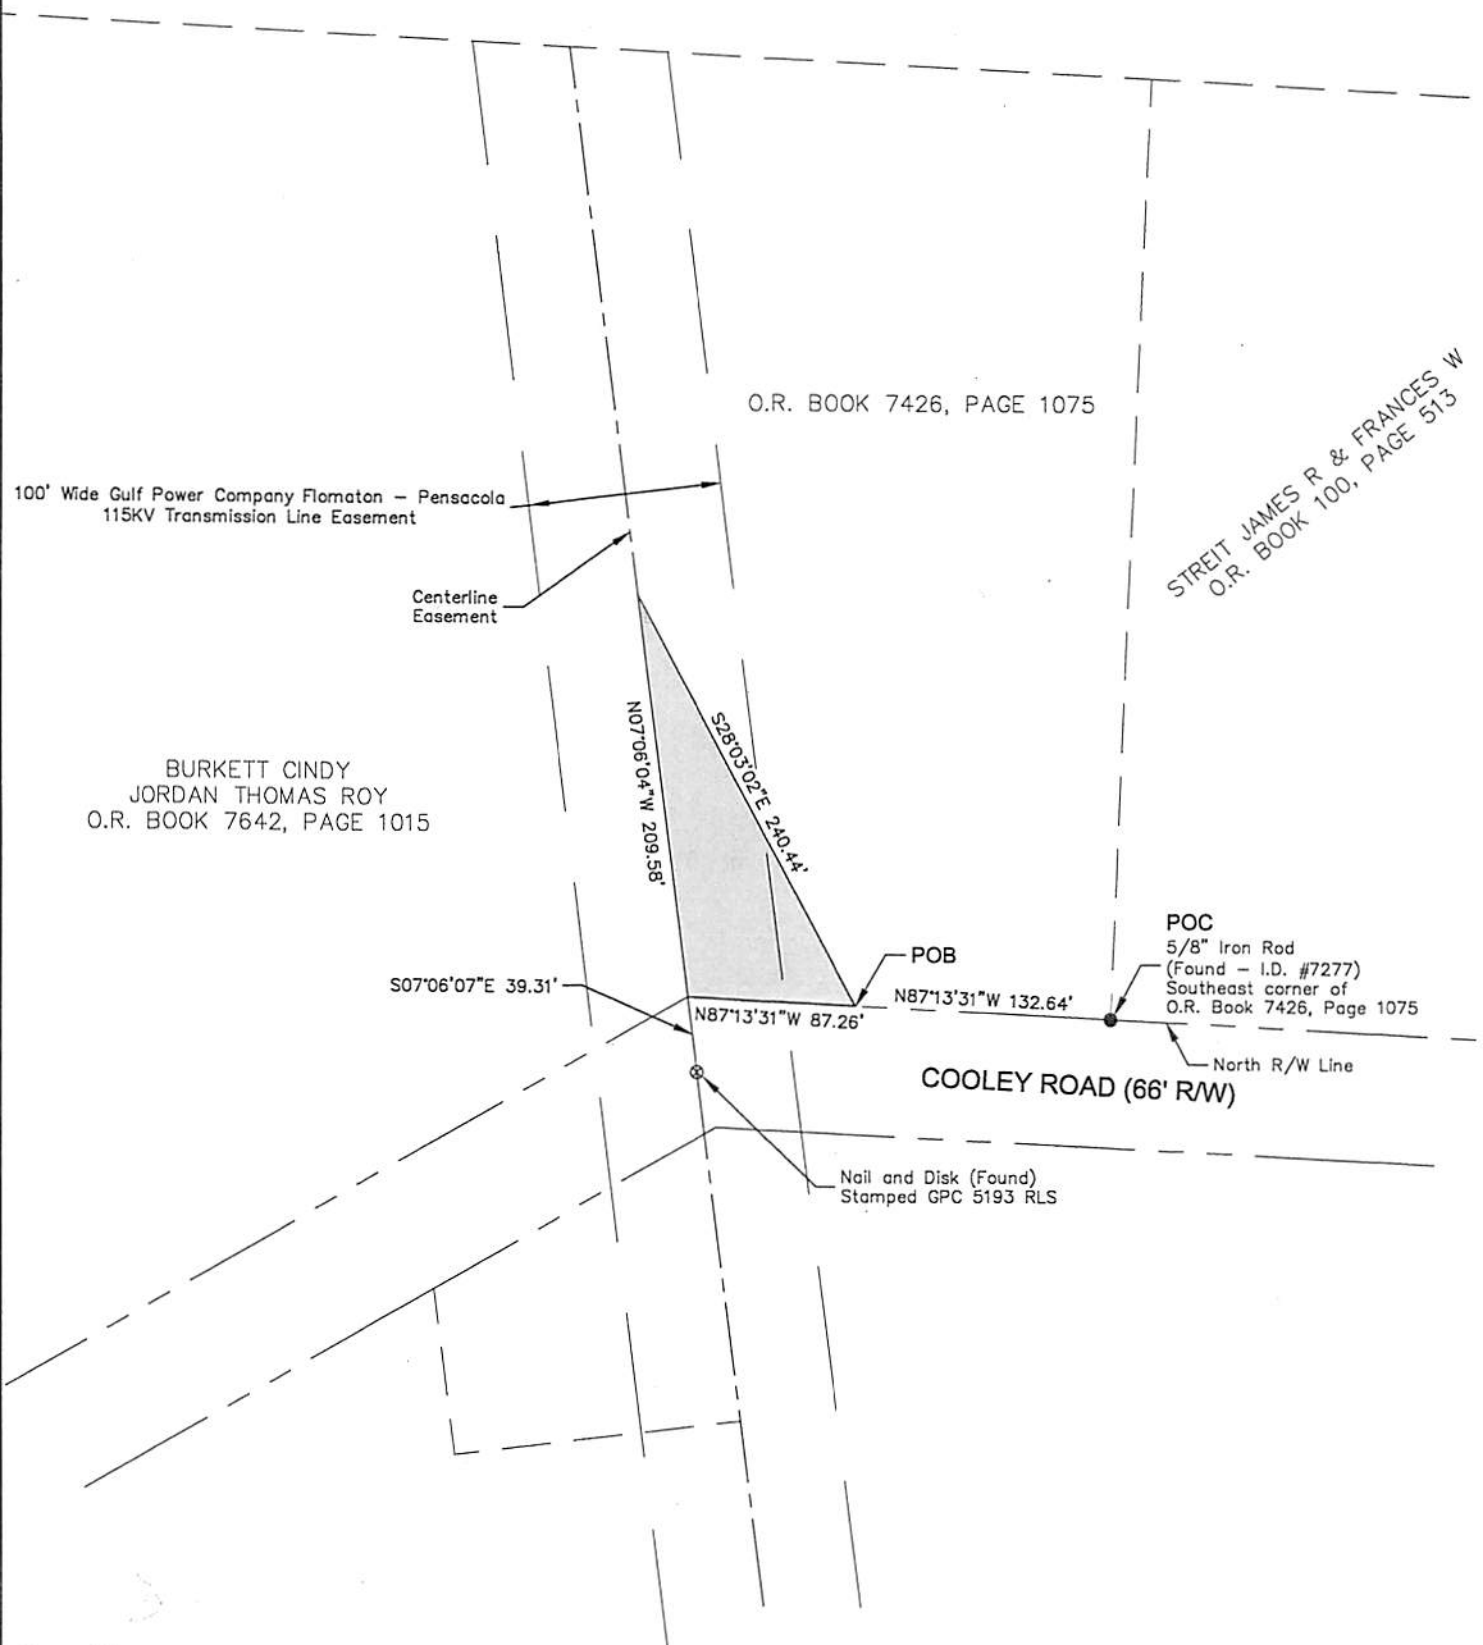 O.R. BOOK 7426, PAGE 1075
STREIT JAMES R & FRANCES W
O.R. BOOK 100, PAGE 513
100' Wide Gulf Power Company Flomaton - Pensacola
115KV Transmission Line Easement
Centerline
Easement
BURKETT CINDY
JORDAN THOMAS ROY
O.R. BOOK 7642, PAGE 1015
N07°06'04"W 209.58'
S28°03'02"E 240.44'
POB
POC
5/8" Iron Rod
(Found - I.D. #7277)
Southeast corner of
O.R. Book 7426, Page 1075
S07°06'07"E 39.31'
N87°13'31"W 87.26'
N87°13'31"W 132.64'
North R/W Line
COOLEY ROAD (66' R/W)
Nail and Disk (Found)
Stamped GPC 5193 RLS